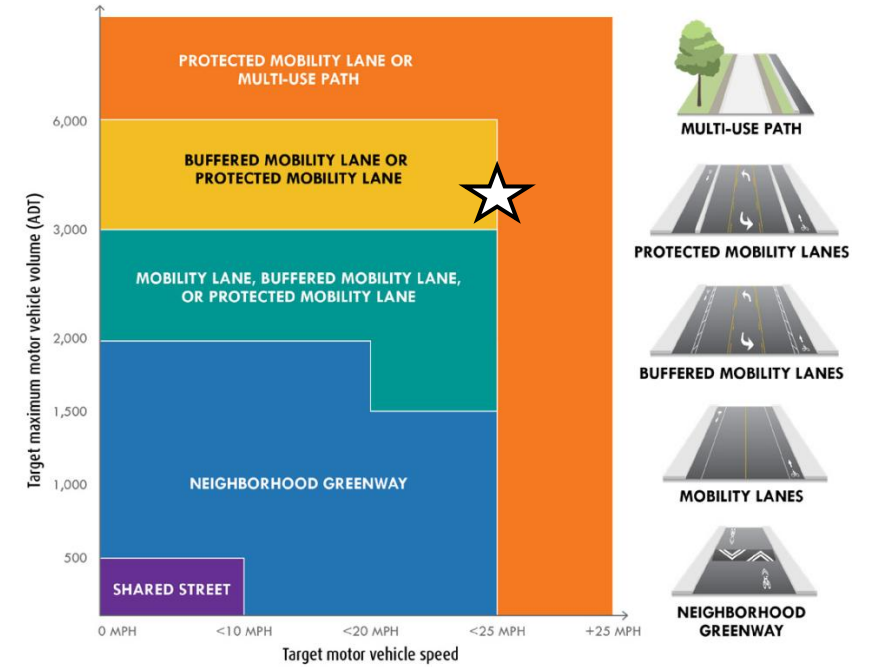 PROTECTED MOBILITY LANE OR
MULTI-USE PATH
6,000
BUFFERED MOBILITY LANE OR
PROTECTED MOBILITY LANE
3,000
MOBILITY LANE, BUFFERED MOBILITY LANE,
OR PROTECTED MOBILITY LANE
2,000
1,500
NEIGHBORHOOD GREENWAY
1,000
500
SHARED STREET
0 MPH
<10 MPH
<20 MPH
<25 MPH
+25 MPH
Target motor vehicle speed
Target maximum motor vehicle volume (ADT)
MULTI-USE PATH
PROTECTED MOBILITY LANES
BUFFERED MOBILITY LANES
MOBILITY LANES
NEIGHBORHOOD
GREENWAY